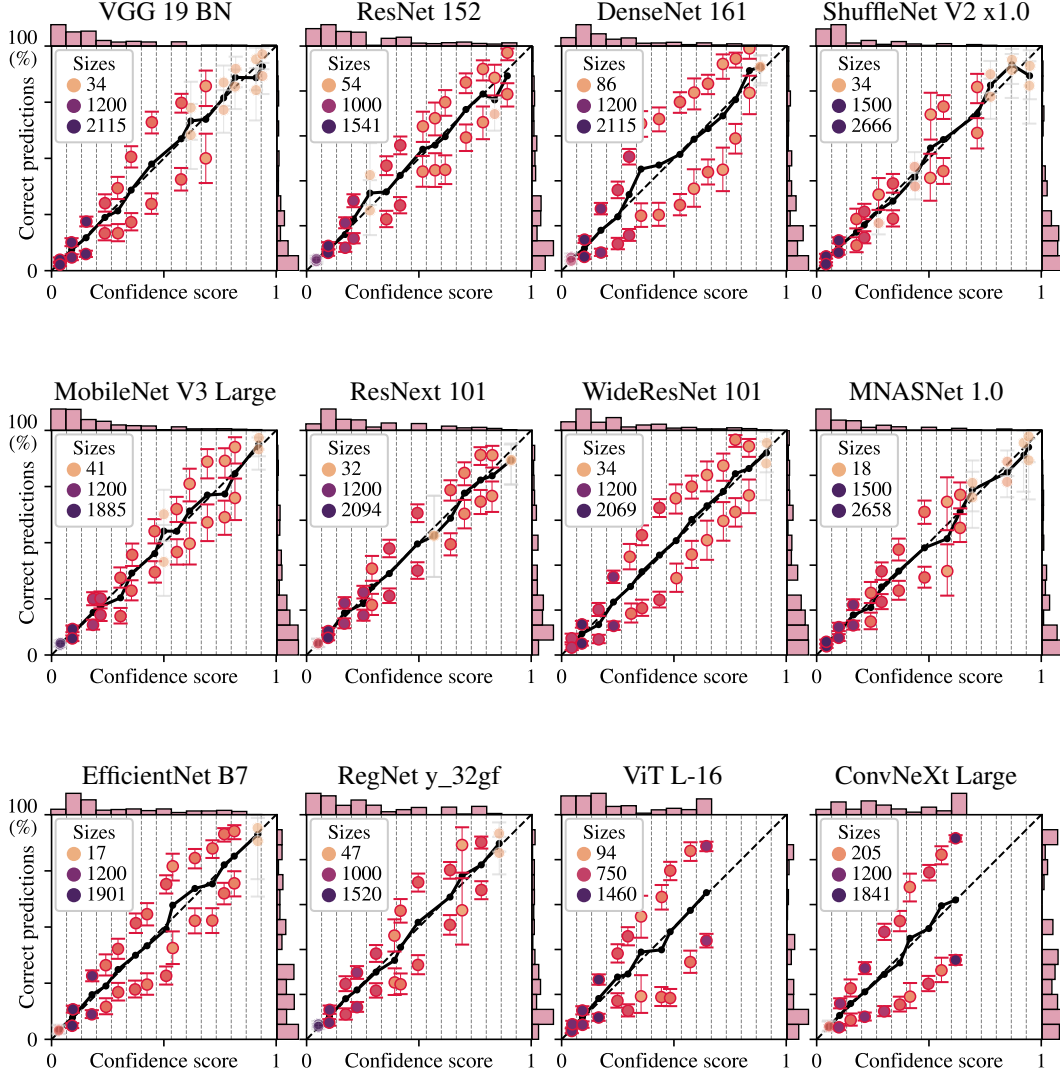 VGG 19 BN
ResNet 152
DenseNet 161
ShuffleNet V2 x1.0
100
(%)
Correct predictions
0
Sizes
34
1200
2115
Sizes
54
1000
1541
Sizes
86
1200
2115
Sizes
34
1500
2666
0 Confidence score 1
0 Confidence score 1
0 Confidence score 1
0 Confidence score 1
MobileNet V3 Large
ResNext 101
WideResNet 101
MNASNet 1.0
100
(%)
Correct predictions
0
Sizes
41
1200
1885
Sizes
32
1200
2094
Sizes
34
1200
2069
Sizes
18
1500
2658
0 Confidence score 1
0 Confidence score 1
0 Confidence score 1
0 Confidence score 1
EfficientNet B7
RegNet y_32gf
ViT L-16
ConvNeXt Large
100
(%)
Correct predictions
0
Sizes
17
1200
1901
Sizes
47
1000
1520
Sizes
94
750
1460
Sizes
205
1200
1841
0 Confidence score 1
0 Confidence score 1
0 Confidence score 1
0 Confidence score 1